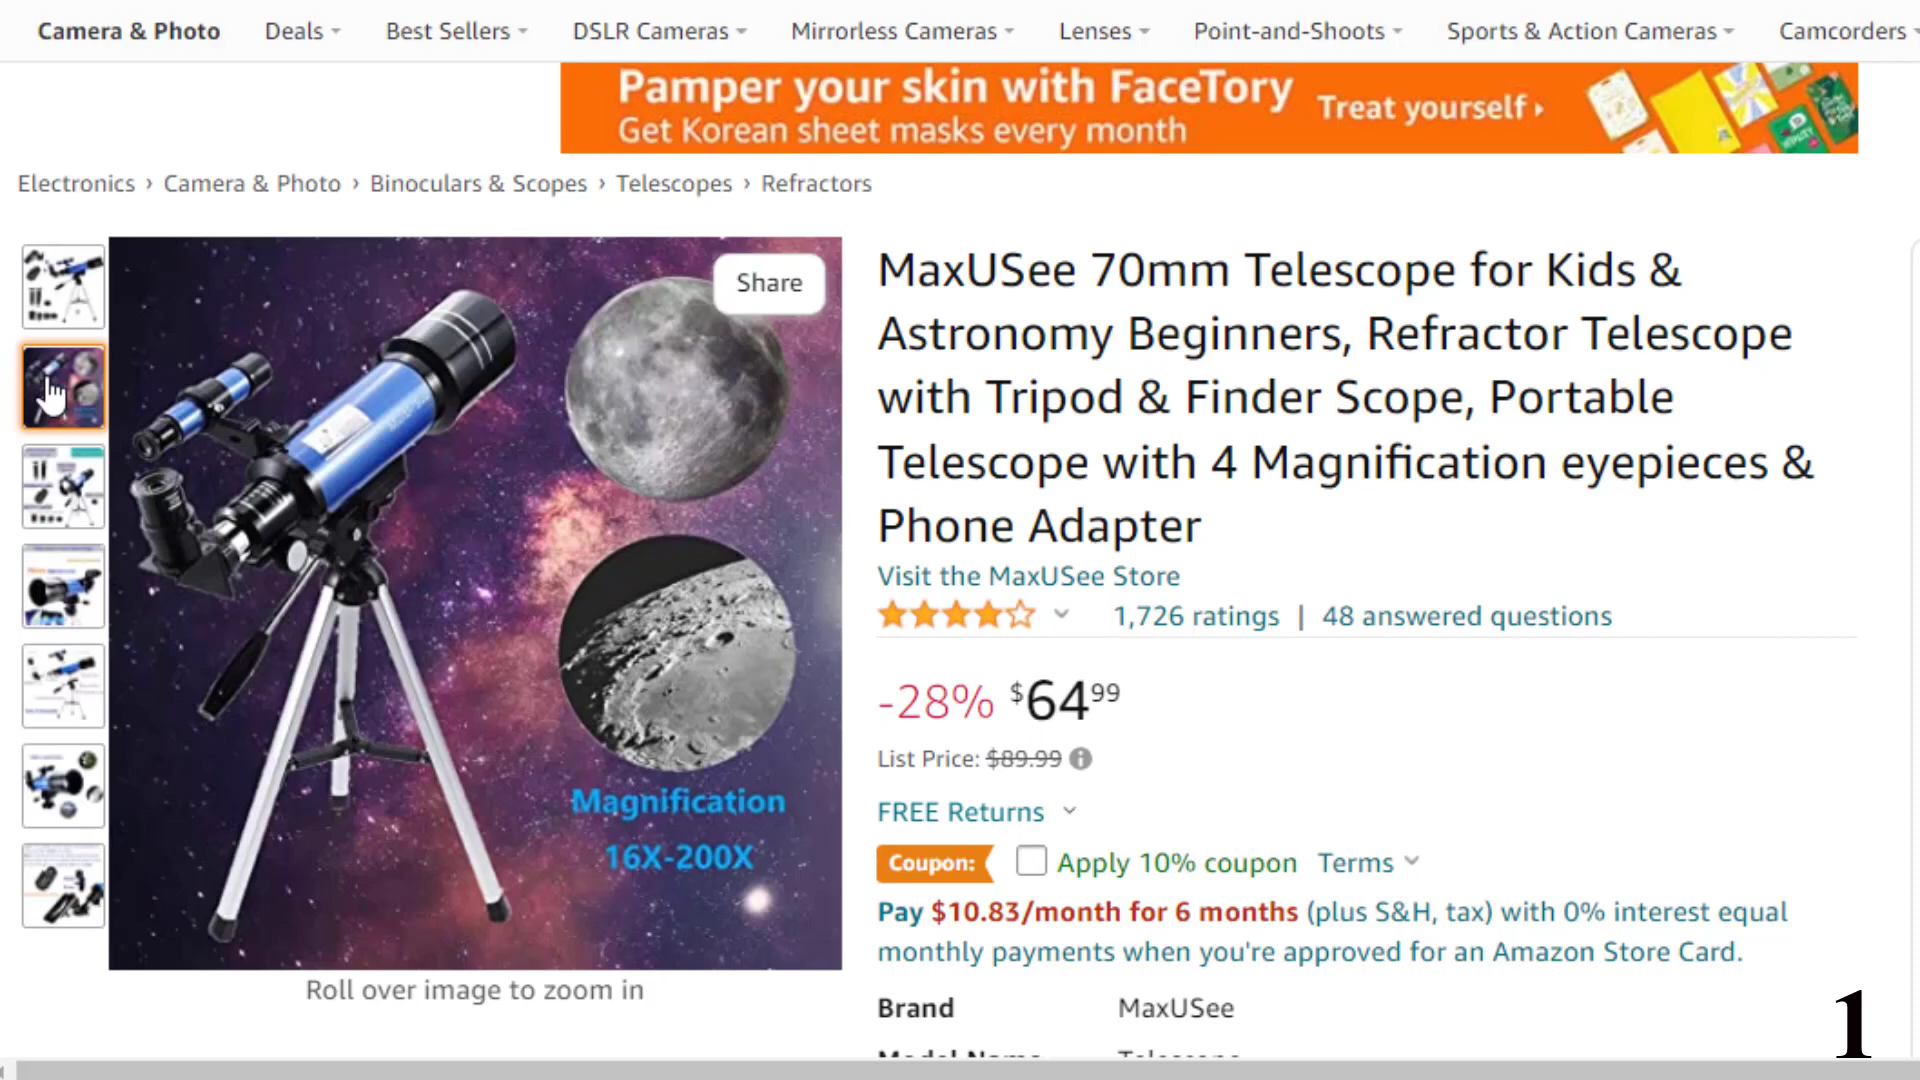 Camera & Photo Deals Best Sellers DSLR Cameras Mirrorless Cameras Lenses Point-and-Shoots Sports & Action Cameras Camcorders
Pamper your skin with FaceTory
Get Korean sheet masks every month
Treat yourself
Electronics › Camera & Photo › Binoculars & Scopes › Telescopes › Refractors
Share
Magnification
16X-200X
Roll over image to zoom in
MaxUSee 70mm Telescope for Kids &
Astronomy Beginners, Refractor Telescope
with Tripod & Finder Scope, Portable
Telescope with 4 Magnification eyepieces &
Phone Adapter
Visit the MaxUSee Store
1,726 ratings | 48 answered questions
-28% $64 99
List Price: $89.99
FREE Returns
Coupon: Apply 10% coupon Terms
Pay $10.83/month for 6 months (plus S&H, tax) with 0% interest equal
monthly payments when you're approved for an Amazon Store Card.
Brand MaxUSee
1